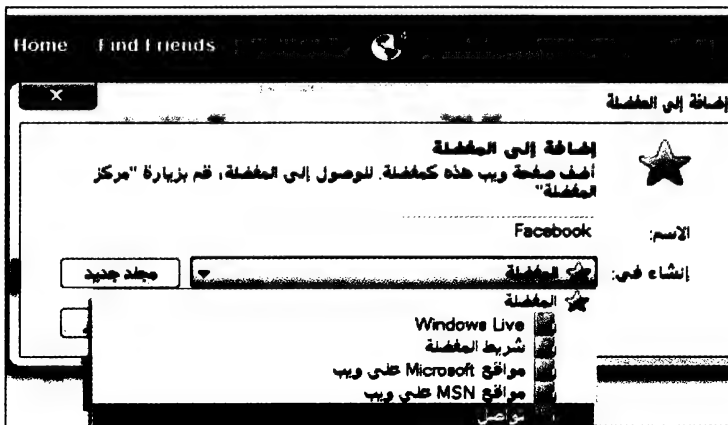 Home Find Friends
إضافة إلى المفضلة
إضافة إلى المفضلة
أضف صفحة ويب هذه كمفضلة. للوصول إلى المفضلة، قم بزيارة "مركز
المفضلة"
الاسم: Facebook
إنشاء في: المفضلة مجلد جديد
المفضلة
Windows Live
شريط المفضلة
مواقع Microsoft على ويب
مواقع MSN على ويب
تواصل